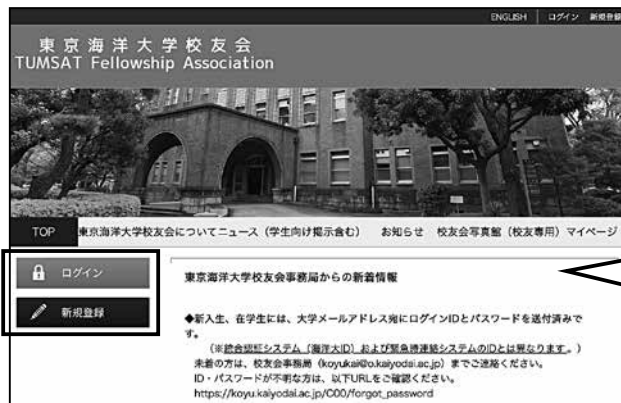 ENGLISH ログイン 新規登録
東京海洋大学校友会
TUMSAT Fellowship Association
TOP 東京海洋大学校友会について ニュース（学生向け掲示含む） お知らせ 校友会写真館（校友専用） マイページ
ログイン
新規登録
東京海洋大学校友会事務局からの新着情報
◆新入生、在学生には、大学メールアドレス宛にログインIDとパスワードを送付済みで
す。
（※統合認証システム（海洋大ID）および緊急時連絡システムのIDとは異なります。）
未着の方は、校友会事務局（koyukai@o.kaiyodai.ac.jp）までご連絡ください。
ID・パスワードが不明な方は、以下URLをご確認ください。
https://koyu.kaiyodai.ac.jp/C00/forgot_password